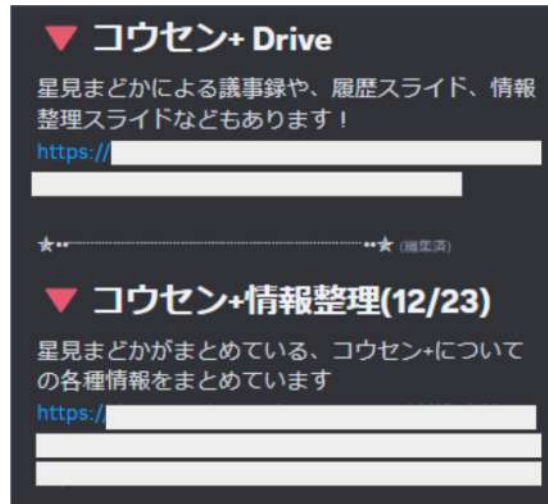 ▼ コウセン+ Drive
星見まどかによる議事録や、履歴スライド、情報
整理スライドなどもあります！
https://
★••┈┈┈┈••★ (編集済)
▼ コウセン+情報整理(12/23)
星見まどかがまとめている、コウセン+について
の各種情報をまとめています
https://